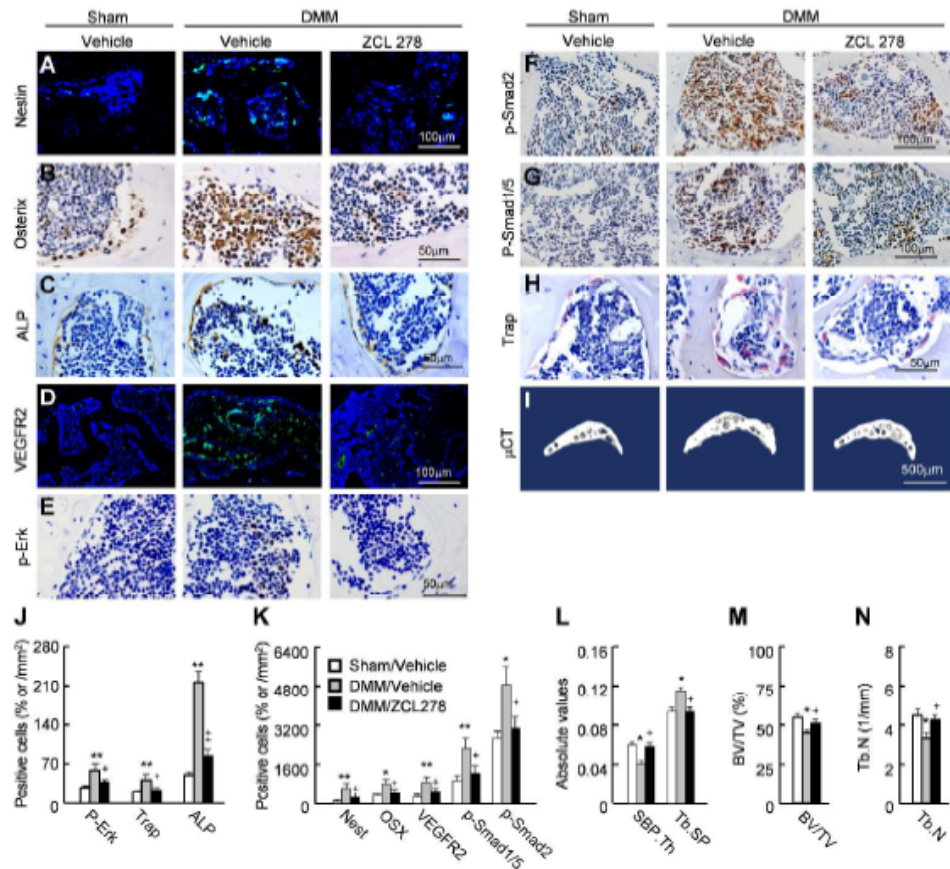 Sham DMM
Vehicle Vehicle ZCL 278
A Nestin 100μm
B Osterix 50μm
C ALP 50μm
D VEGFR2 100μm
E p-Erk 50μm
Sham DMM
Vehicle Vehicle ZCL 278
F p-Smad2 100μm
G P-Smad1/5 100μm
H Trap 50μm
I μCT 500μm
J
Positive cells (% or /mm²)
280
210
140
70
0
** + ** + ** ‡
P-Erk Trap ALP
K
Positive cells (% or /mm²)
6400
4800
3200
1600
0
Sham/Vehicle
DMM/Vehicle
DMM/ZCL278
** + * + ** + ** + * +
Nest OSX VEGFR2 p-Smad1/5 p-Smad2
L
Absolute values
0.16
0.12
0.08
0.04
0
* + * +
SBP.Th Tb.SP
M
BV/TV (%)
100
75
50
25
0
* +
BV/TV
N
Tb.N (1/mm)
8
6
4
2
0
* +
Tb.N